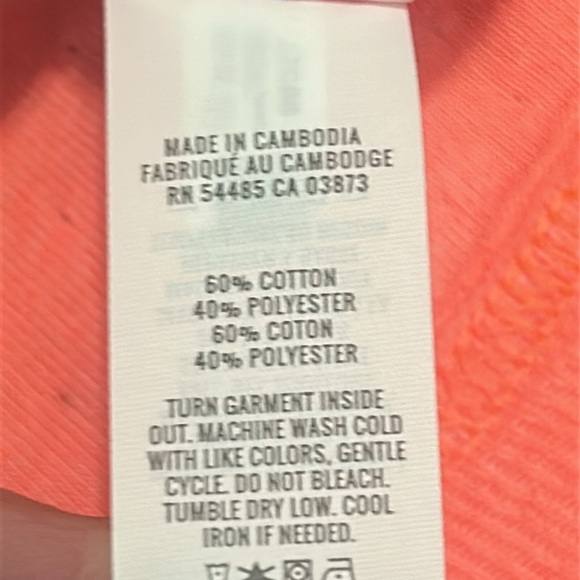 MADE IN CAMBODIA
FABRIQUÉ AU CAMBODGE
RN 54485 CA 03873
60% COTTON
40% POLYESTER
60% COTON
40% POLYESTER
TURN GARMENT INSIDE
OUT. MACHINE WASH COLD
WITH LIKE COLORS, GENTLE
CYCLE. DO NOT BLEACH.
TUMBLE DRY LOW. COOL
IRON IF NEEDED.